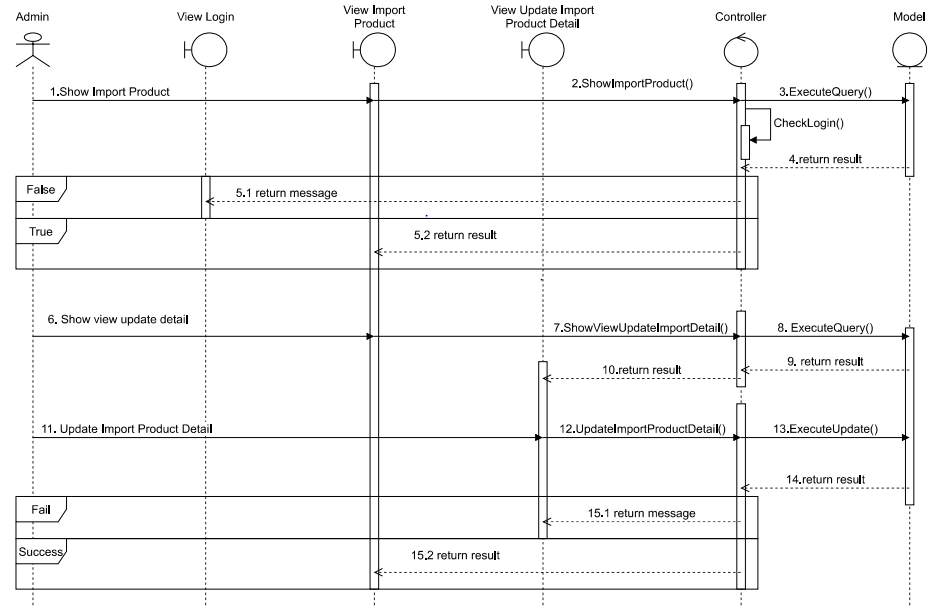 Admin
View Login
View Import
Product
View Update Import
Product Detail
Controller
Model
1.Show Import Product
2.ShowImportProduct()
3.ExecuteQuery()
CheckLogin()
4.return result
False
5.1 return message
True
5.2 return result
6. Show view update detail
7.ShowViewUpdateImportDetail()
8. ExecuteQuery()
9. return result
10.return result
11. Update Import Product Detail
12.UpdateImportProductDetail()
13.ExecuteUpdate()
14.return result
Fail
15.1 return message
Success
15.2 return result